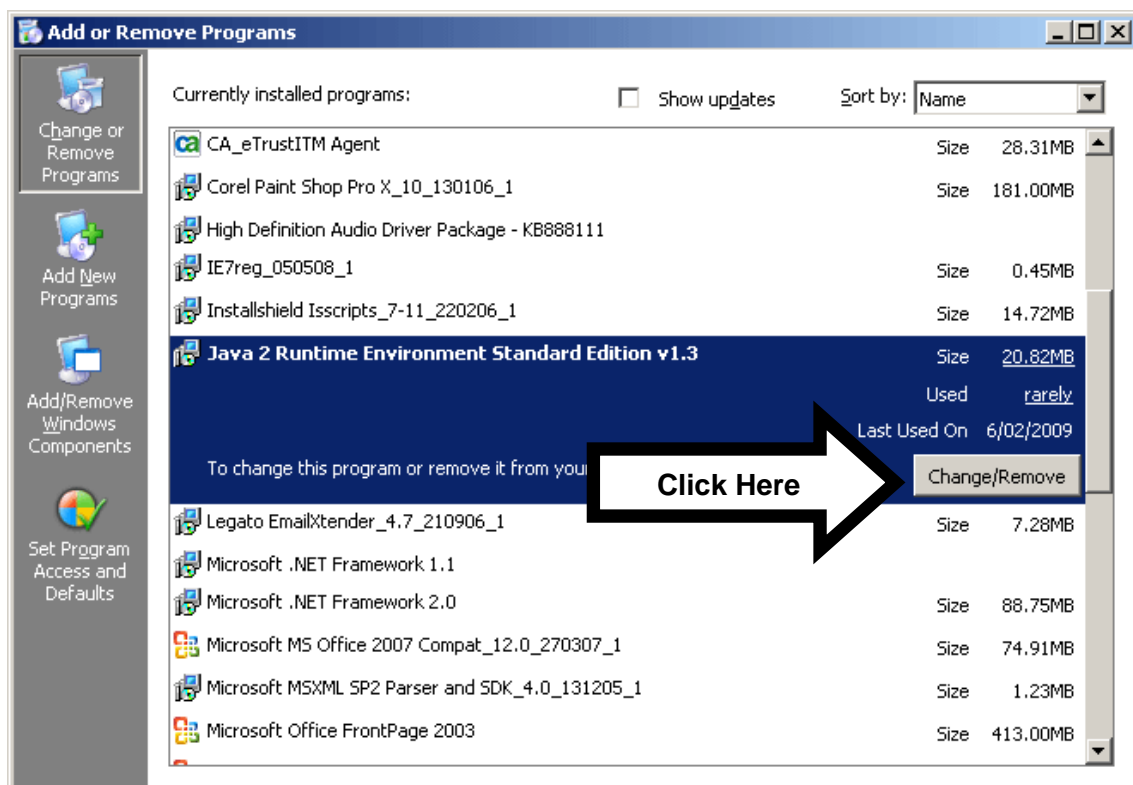 Add or Remove Programs
Currently installed programs:
Show updates
Sort by: Name
Change or
Remove
Programs
Add New
Programs
Add/Remove
Windows
Components
Set Program
Access and
Defaults
ca CA_eTrustITM Agent Size 28.31MB
Corel Paint Shop Pro X_10_130106_1 Size 181.00MB
High Definition Audio Driver Package - KB888111
IE7reg_050508_1 Size 0.45MB
Installshield Isscripts_7-11_220206_1 Size 14.72MB
Java 2 Runtime Environment Standard Edition v1.3 Size 20.82MB
Used rarely
Last Used On 6/02/2009
To change this program or remove it from your
Click Here
Change/Remove
Legato EmailXtender_4.7_210906_1 Size 7.28MB
Microsoft .NET Framework 1.1
Microsoft .NET Framework 2.0 Size 88.75MB
Microsoft MS Office 2007 Compat_12.0_270307_1 Size 74.91MB
Microsoft MSXML SP2 Parser and SDK_4.0_131205_1 Size 1.23MB
Microsoft Office FrontPage 2003 Size 413.00MB